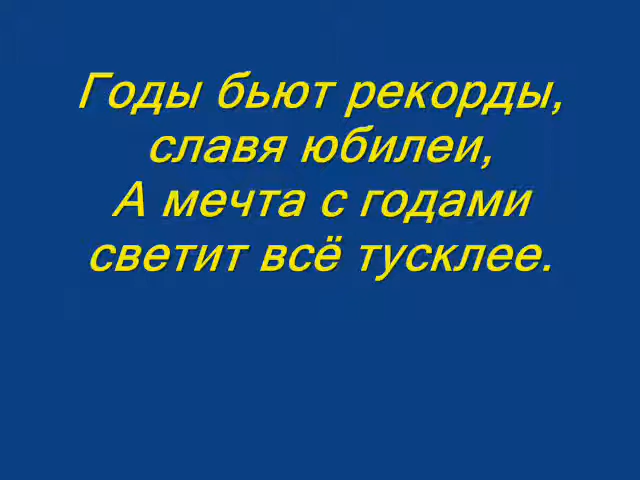 Годы бьют рекорды,
славя юбилеи,
А мечта с годами
светит всё тусклее.